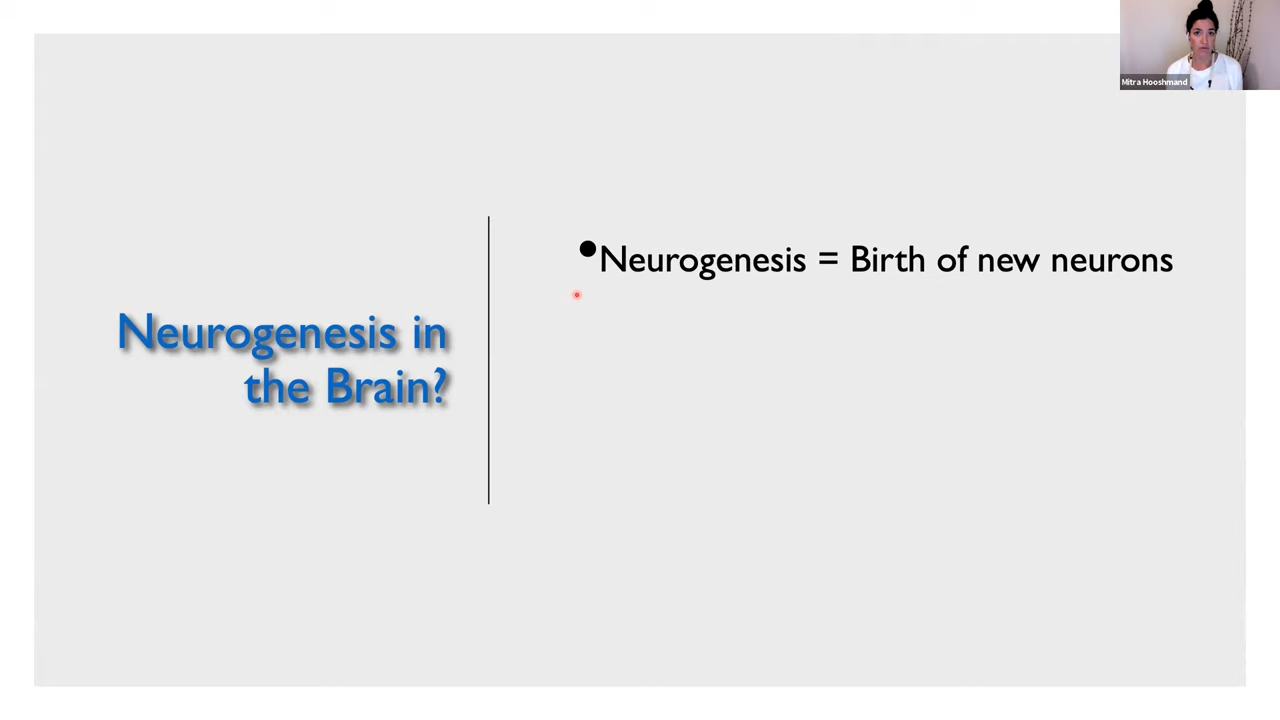 Mitra Hooshmand
•Neurogenesis = Birth of new neurons
Neurogenesis in
the Brain?